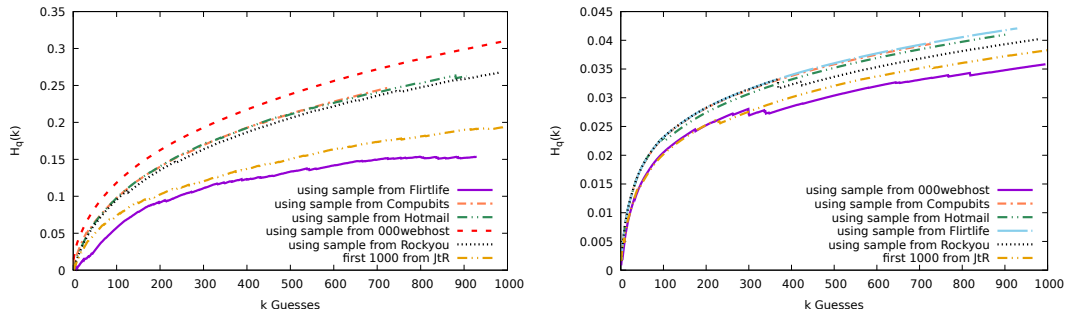 0.35
0.3
0.25
0.2
0.15
0.1
0.05
0
H_q(k)
0 100 200 300 400 500 600 700 800 900 1000
k Guesses
using sample from Flirtlife
using sample from Compubits
using sample from Hotmail
using sample from 000webhost
using sample from Rockyou
first 1000 from JtR
0.045
0.04
0.035
0.03
0.025
0.02
0.015
0.01
0.005
0
H_q(k)
0 100 200 300 400 500 600 700 800 900 1000
k Guesses
using sample from 000webhost
using sample from Compubits
using sample from Hotmail
using sample from Flirtlife
using sample from Rockyou
first 1000 from JtR